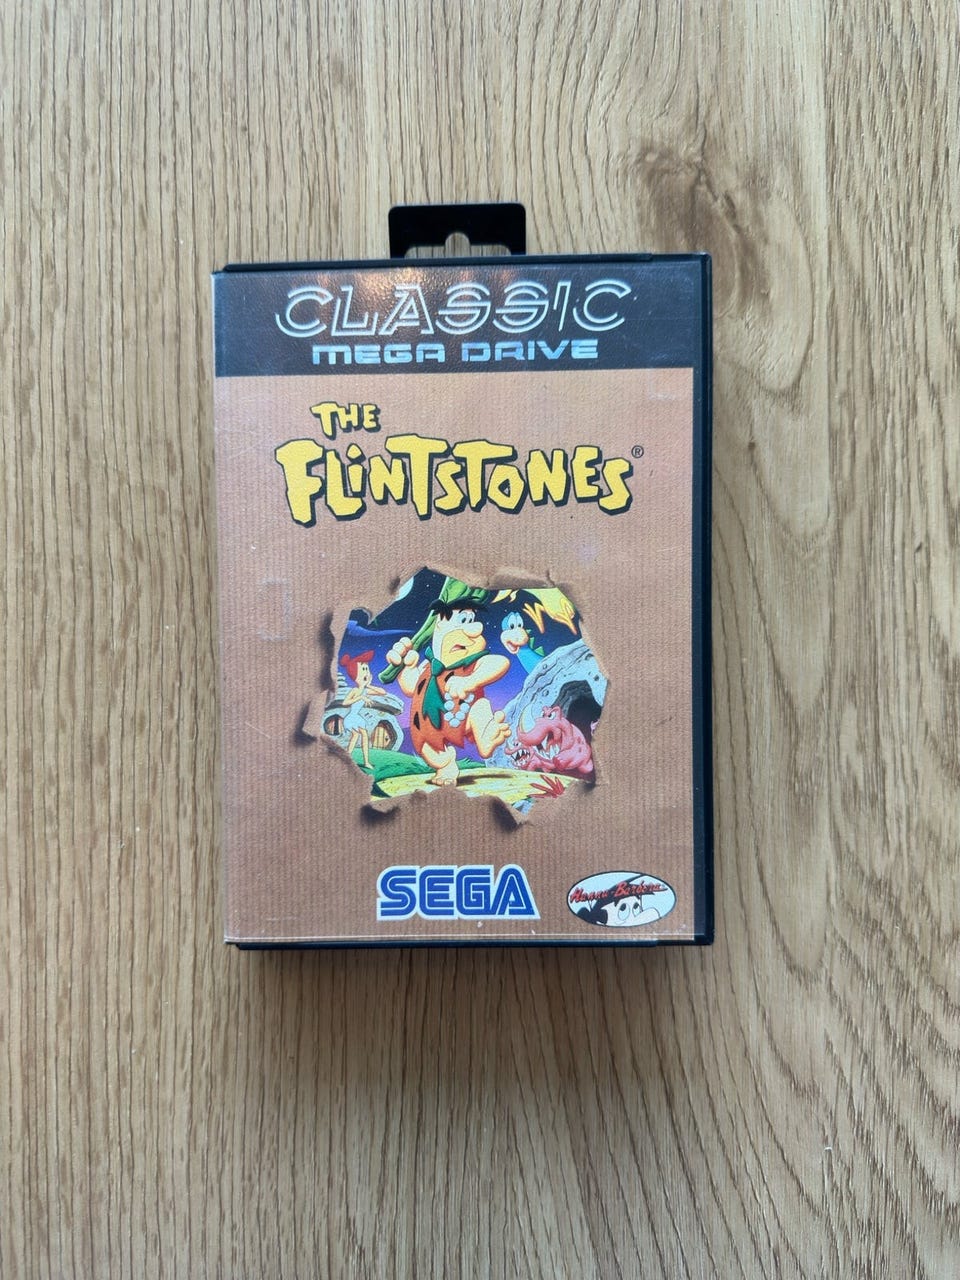 CLASSIC
MEGA DRIVE
THE
FLINTSTONES®
SEGA
Hanna-Barbera